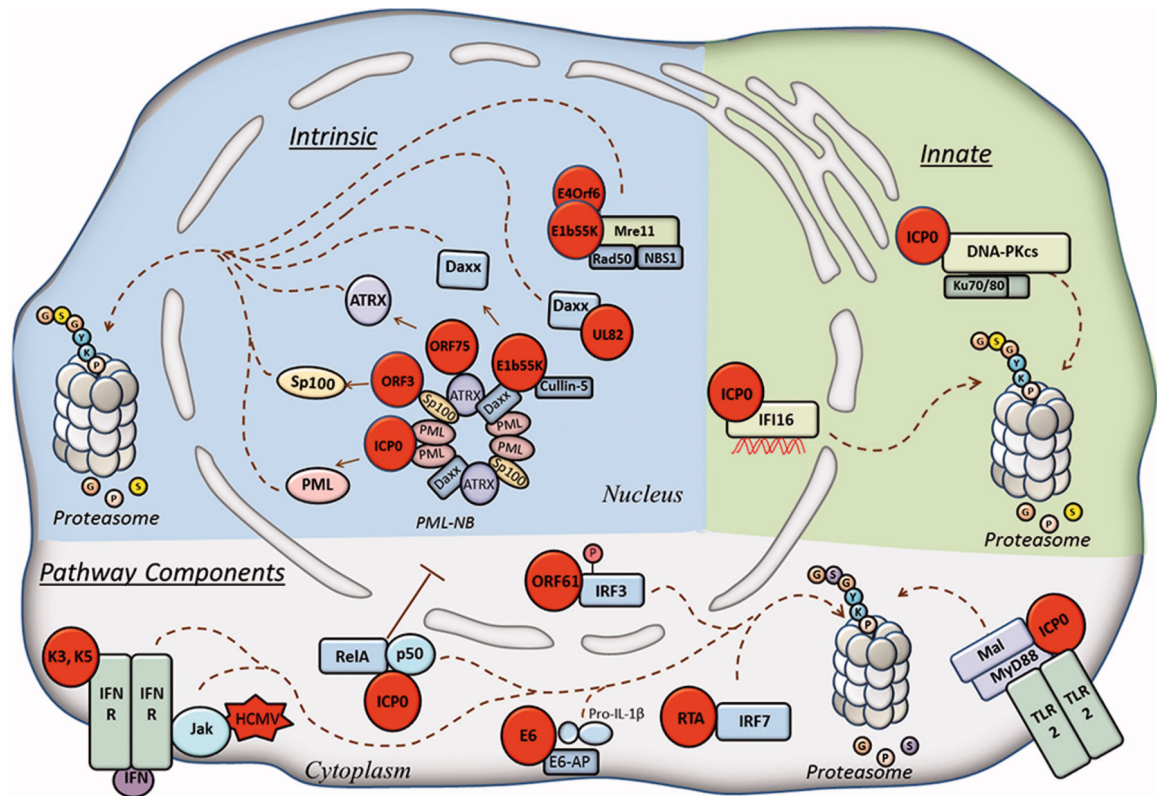 Intrinsic
Innate
E4Orf6
E1b55K
Mre11
Rad50
NBS1
ICP0
DNA-PKcs
Ku70/80
Daxx
ATRX
Daxx
UL82
G
S
G
Y
K
P
ORF75
E1b55K
Cullin-5
Sp100
ORF3
Sp100
ATRX
Daxx
ICP0
PML
PML
PML
PML
Sp100
Daxx
ATRX
PML
G
P
S
Proteasome
PML-NB
Nucleus
ICP0
IFI16
G
S
G
Y
K
P
G
P
S
Proteasome
Pathway Components
ORF61
P
IRF3
G
S
G
Y
K
P
K3, K5
IFN
R
IFN
R
Jak
HCMV
IFN
RelA
p50
ICP0
Cytoplasm
E6
Pro-IL-1β
E6-AP
RTA
IRF7
G
P
S
Proteasome
Mal
MyD88
ICP0
TLR
2
TLR
2